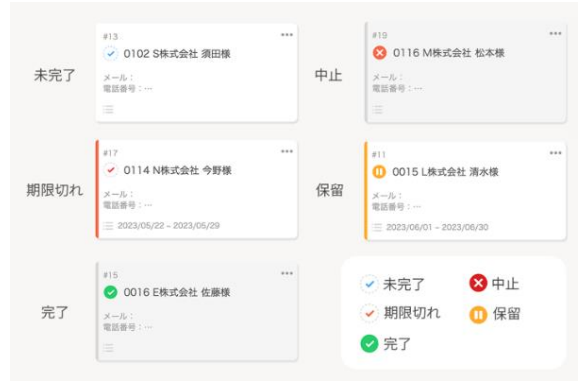 未完了
#13
0102 S株式会社 須田様
メール：
電話番号：…
中止
#19
0116 M株式会社 松本様
メール：
電話番号：…
期限切れ
#17
0114 N株式会社 今野様
メール：
電話番号：…
2023/05/22 ~ 2023/05/29
保留
#11
0015 L株式会社 清水様
メール：
電話番号：…
2023/06/01 ~ 2023/06/30
完了
#15
0016 E株式会社 佐藤様
メール：
電話番号：…
未完了 中止
期限切れ 保留
完了